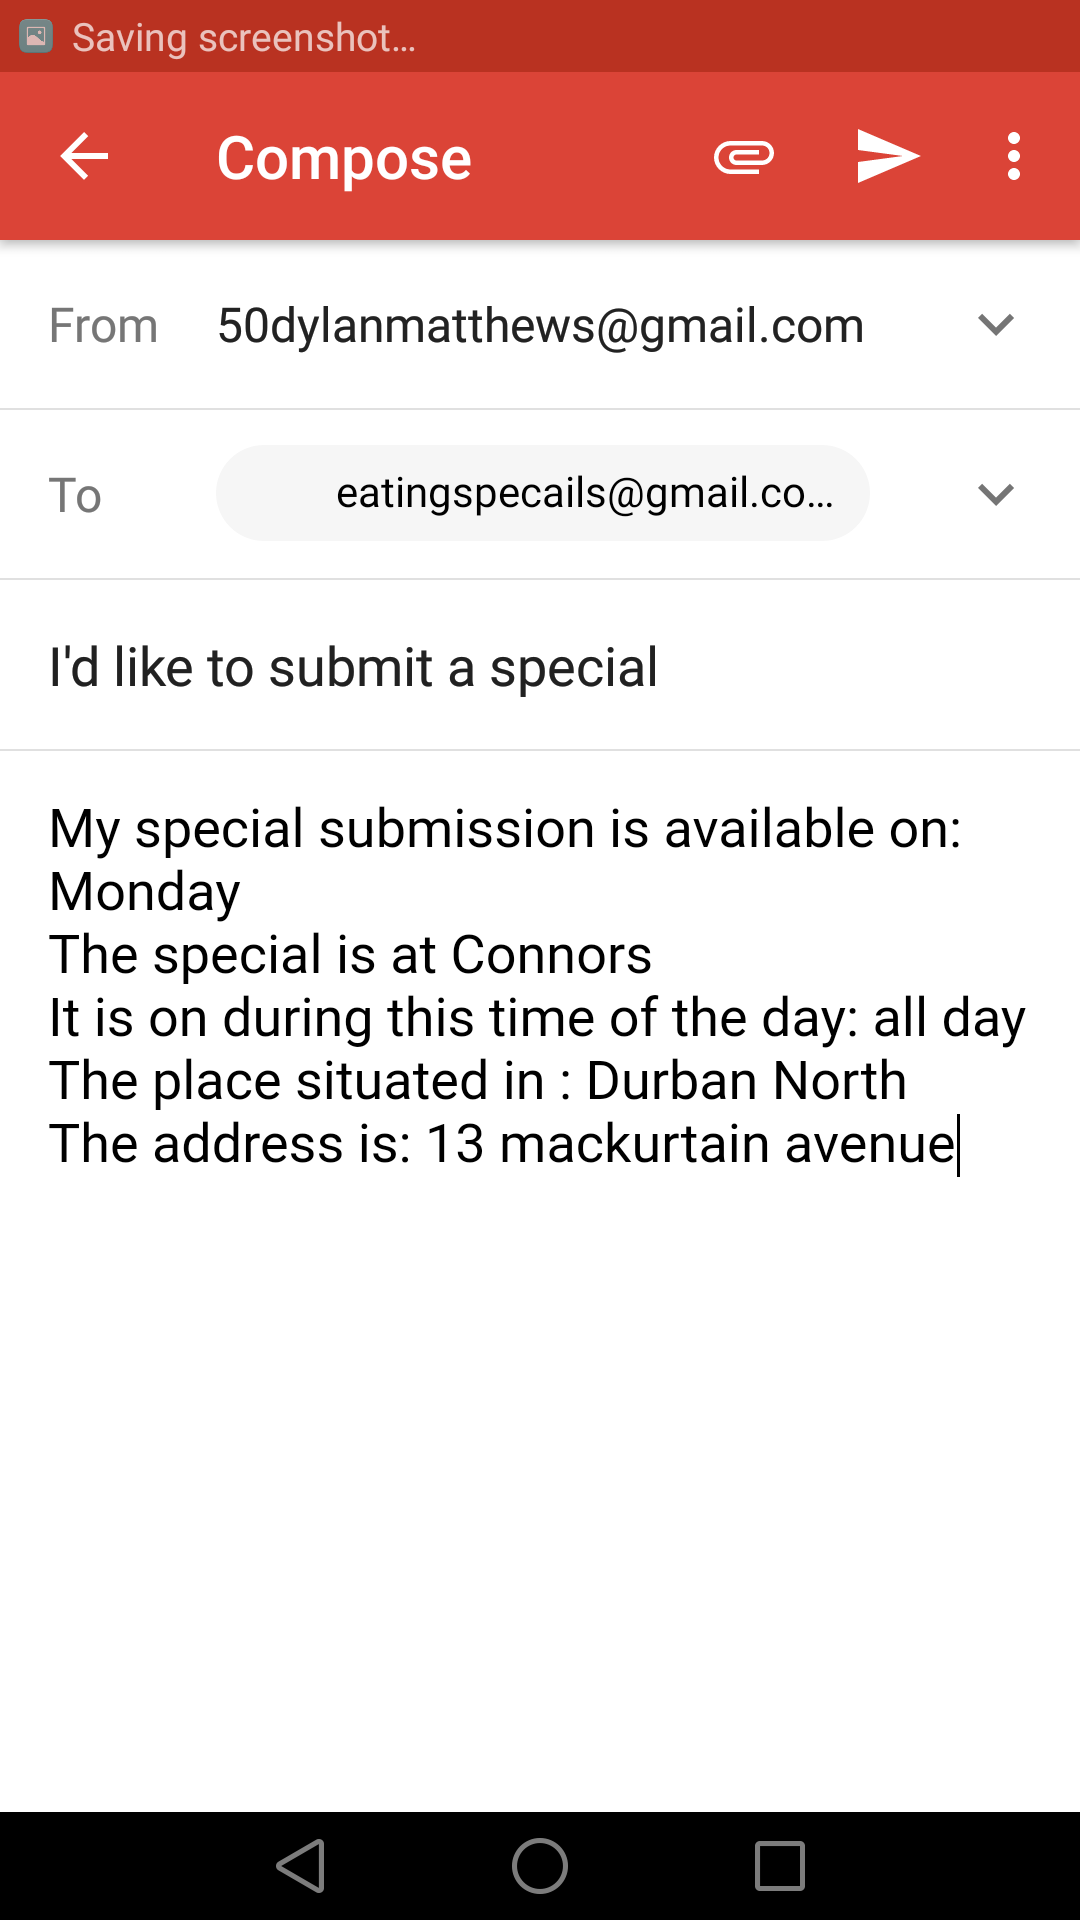 Saving screenshot...
Compose
From 50dylanmatthews@gmail.com
To eatingspecails@gmail.co...
I'd like to submit a special
My special submission is available on:
Monday
The special is at Connors
It is on during this time of the day: all day
The place situated in : Durban North
The address is: 13 mackurtain avenue